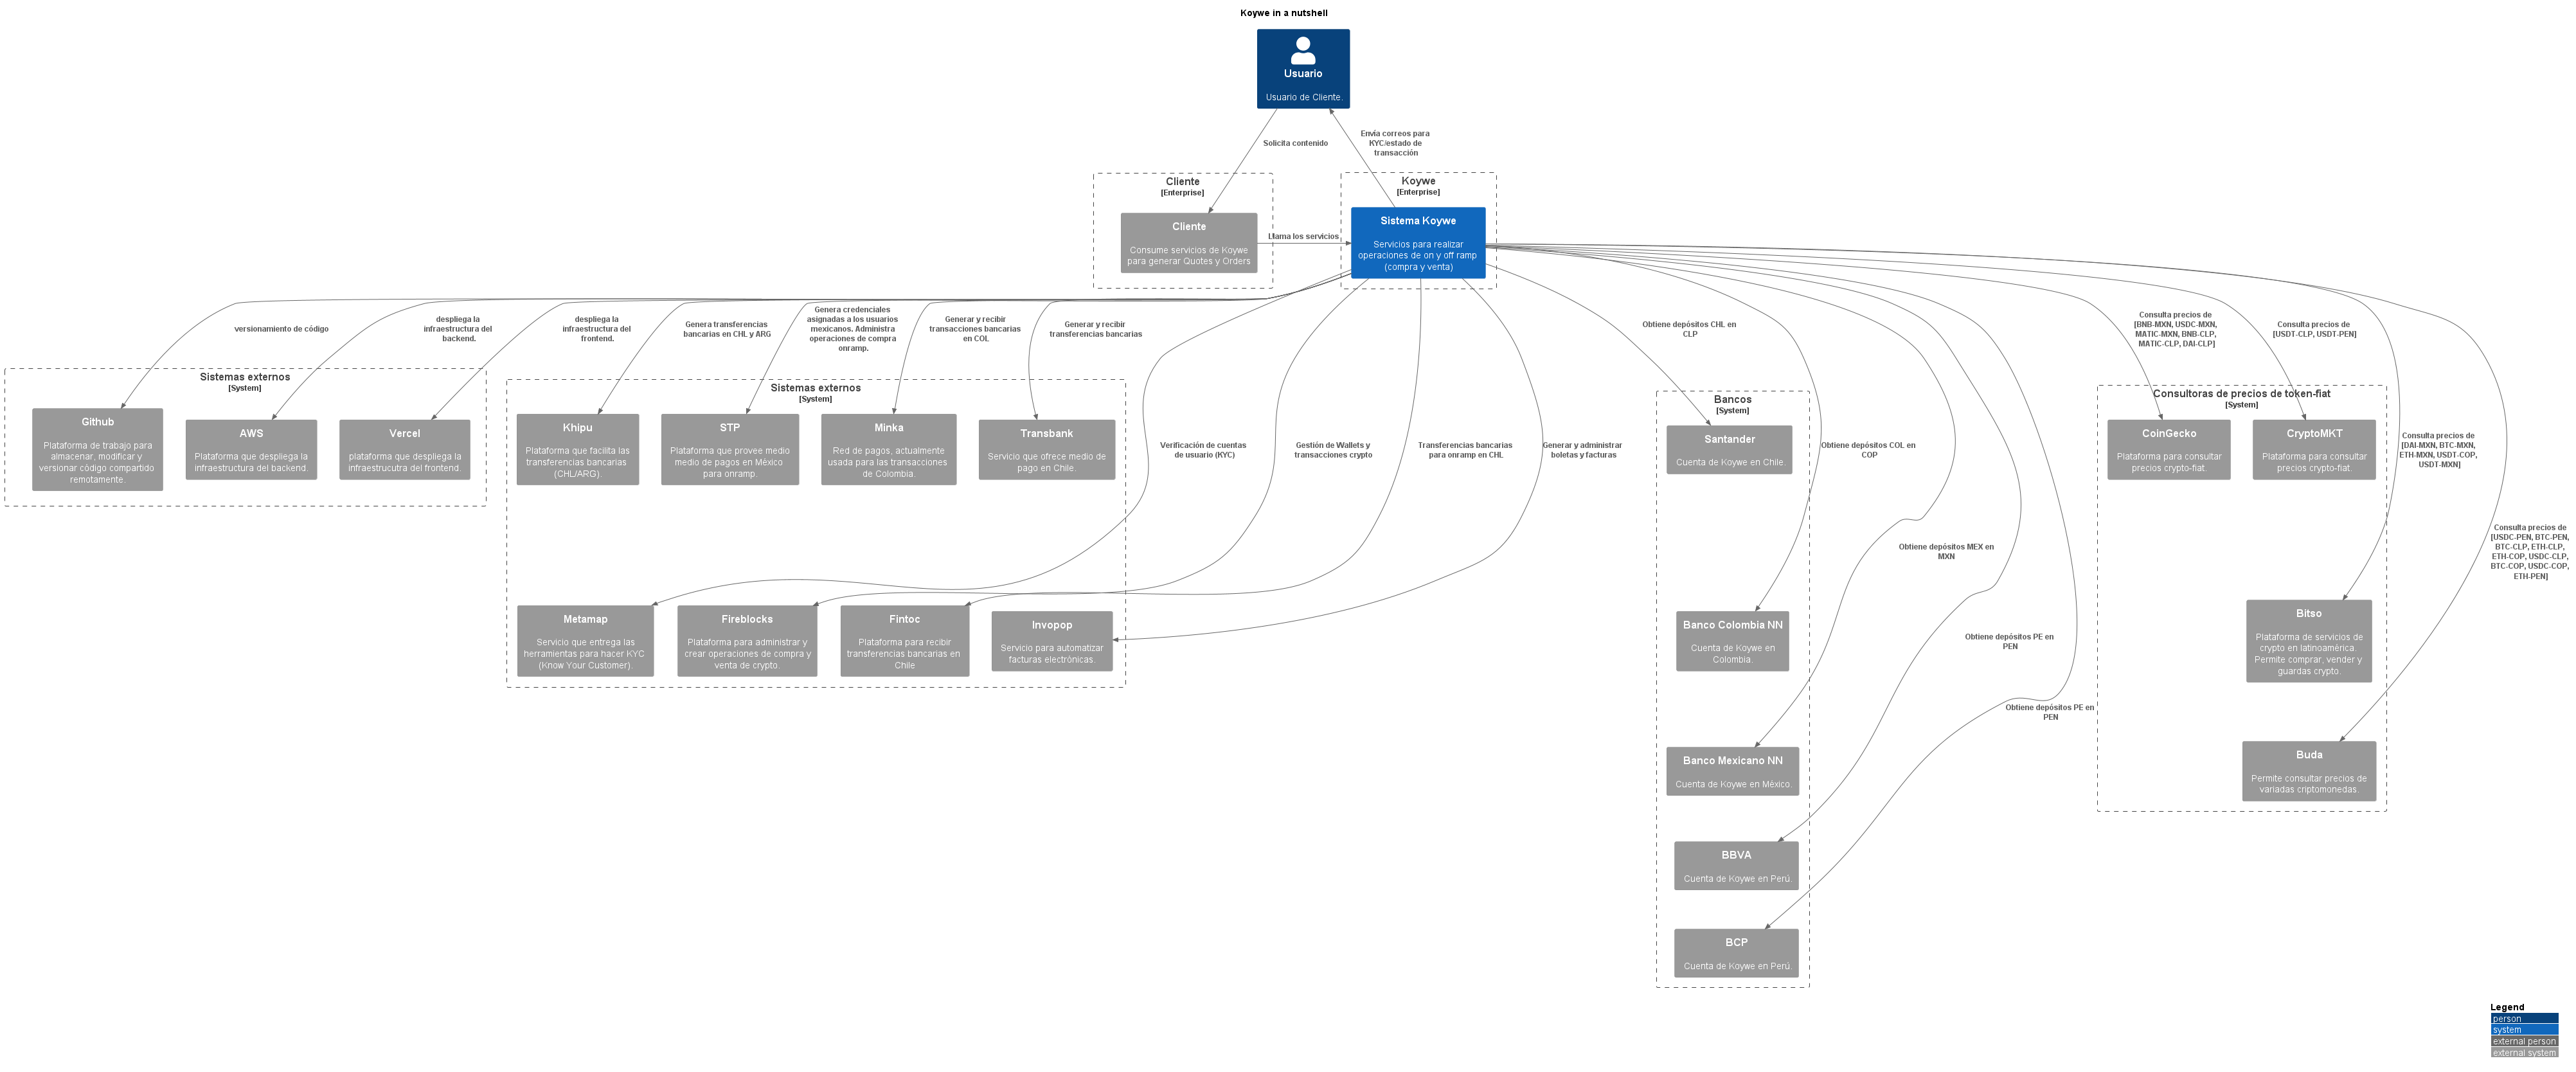 Koywe in a nutshell
Usuario
Usuario de Cliente.
Solicita contenido
Envía correos para
KYC/estado de
transacción
Cliente
[Enterprise]
Cliente
Consume servicios de Koywe
para generar Quotes y Orders
Llama los servicios
Koywe
[Enterprise]
Sistema Koywe
Servicios para realizar
operaciones de on y off ramp
(compra y venta)
versionamiento de código
despliega la
infraestructura del
backend.
despliega la
infraestructura del
frontend.
Genera transferencias
bancarias en CHL y ARG
Genera credenciales
asignadas a los usuarios
mexicanos. Administra
operaciones de compra
onramp.
Generar y recibir
transacciones bancarias
en COL
Generar y recibir
transferencias bancarias
Obtiene depósitos CHL en
CLP
Consulta precios de
[BNB-MXN, USDC-MXN,
MATIC-MXN, BNB-CLP,
MATIC-CLP, DAI-CLP]
Consulta precios de
[USDT-CLP, USDT-PEN]
Sistemas externos
[System]
Github
Plataforma de trabajo para
almacenar, modificar y
versionar código compartido
remotamente.
AWS
Plataforma que despliega la
infraestructura del backend.
Vercel
plataforma que despliega la
infraestrucutra del frontend.
Sistemas externos
[System]
Khipu
Plataforma que facilita las
transferencias bancarias
(CHL/ARG).
STP
Plataforma que provee medio
medio de pagos en México
para onramp.
Minka
Red de pagos, actualmente
usada para las transacciones
de Colombia.
Transbank
Servicio que ofrece medio de
pago en Chile.
Verificación de cuentas
de usuario (KYC)
Gestión de Wallets y
transacciones crypto
Transferencias bancarias
para onramp en CHL
Generar y administrar
boletas y facturas
Metamap
Servicio que entrega las
herramientas para hacer KYC
(Know Your Customer).
Fireblocks
Plataforma para administrar y
crear operaciones de compra y
venta de crypto.
Fintoc
Plataforma para recibir
transferencias bancarias en
Chile
Invopop
Servicio para automatizar
facturas electrónicas.
Bancos
[System]
Santander
Cuenta de Koywe en Chile.
Obtiene depósitos COL en
COP
Obtiene depósitos MEX en
MXN
Banco Colombia NN
Cuenta de Koywe en
Colombia.
Obtiene depósitos PE en
PEN
Obtiene depósitos PE en
PEN
Banco Mexicano NN
Cuenta de Koywe en México.
BBVA
Cuenta de Koywe en Perú.
BCP
Cuenta de Koywe en Perú.
Consultoras de precios de token-fiat
[System]
CoinGecko
Plataforma para consultar
precios crypto-fiat.
CryptoMKT
Plataforma para consultar
precios crypto-fiat.
Consulta precios de
[DAI-MXN, BTC-MXN,
ETH-MXN, USDT-COP,
USDT-MXN]
Consulta precios de
[USDC-PEN, BTC-PEN,
BTC-CLP, ETH-CLP,
ETH-COP, USDC-CLP,
BTC-COP, USDC-COP,
ETH-PEN]
Bitso
Plataforma de servicios de
crypto en latinoamérica.
Permite comprar, vender y
guardas crypto.
Buda
Permite consultar precios de
variadas criptomonedas.
Legend
person
system
external person
external system